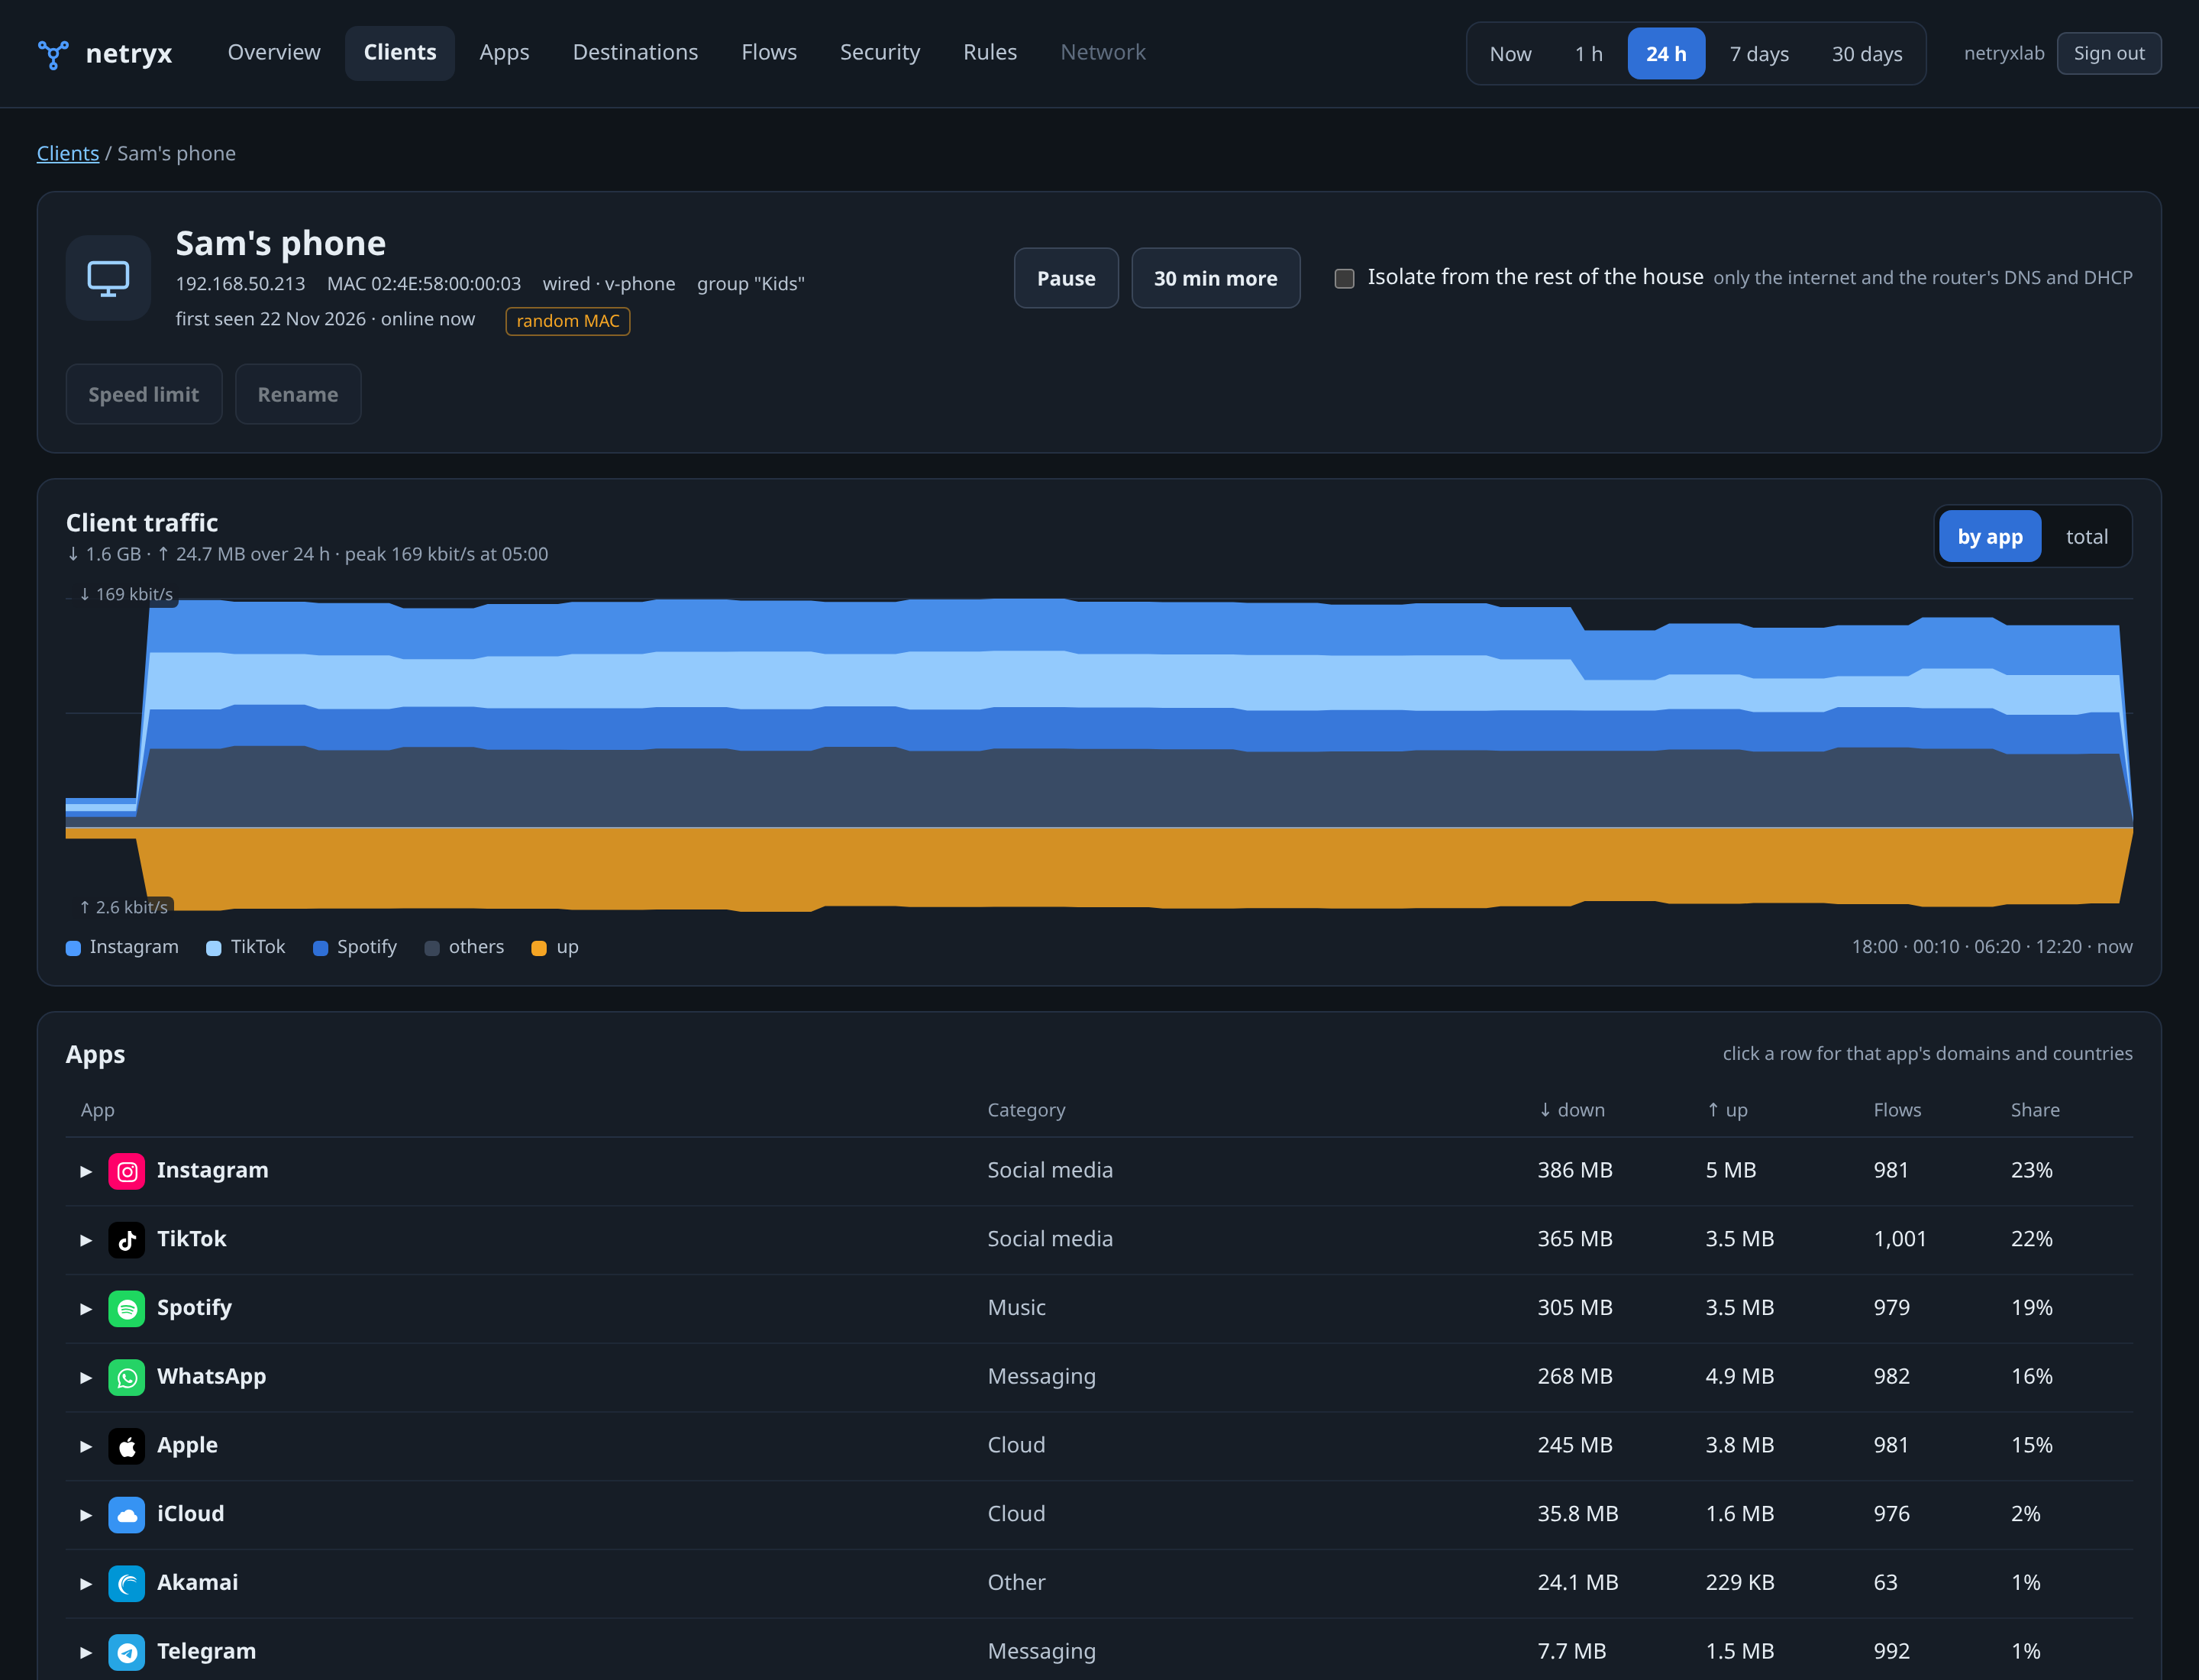 netryx Overview Clients Apps Destinations Flows Security Rules Network Now 1 h 24 h 7 days 30 days netryxlab Sign out
Clients / Sam's phone
Sam's phone
192.168.50.213 MAC 02:4E:58:00:00:03 wired · v-phone group "Kids"
first seen 22 Nov 2026 · online now random MAC
Pause 30 min more Isolate from the rest of the house only the internet and the router's DNS and DHCP
Speed limit Rename
Client traffic
↓ 1.6 GB · ↑ 24.7 MB over 24 h · peak 169 kbit/s at 05:00
by app total
↓ 169 kbit/s
↑ 2.6 kbit/s
Instagram TikTok Spotify others up 18:00 · 00:10 · 06:20 · 12:20 · now
Apps click a row for that app's domains and countries
App Category ↓ down ↑ up Flows Share
▶ Instagram Social media 386 MB 5 MB 981 23%
▶ TikTok Social media 365 MB 3.5 MB 1,001 22%
▶ Spotify Music 305 MB 3.5 MB 979 19%
▶ WhatsApp Messaging 268 MB 4.9 MB 982 16%
▶ Apple Cloud 245 MB 3.8 MB 981 15%
▶ iCloud Cloud 35.8 MB 1.6 MB 976 2%
▶ Akamai Other 24.1 MB 229 KB 63 1%
▶ Telegram Messaging 7.7 MB 1.5 MB 992 1%